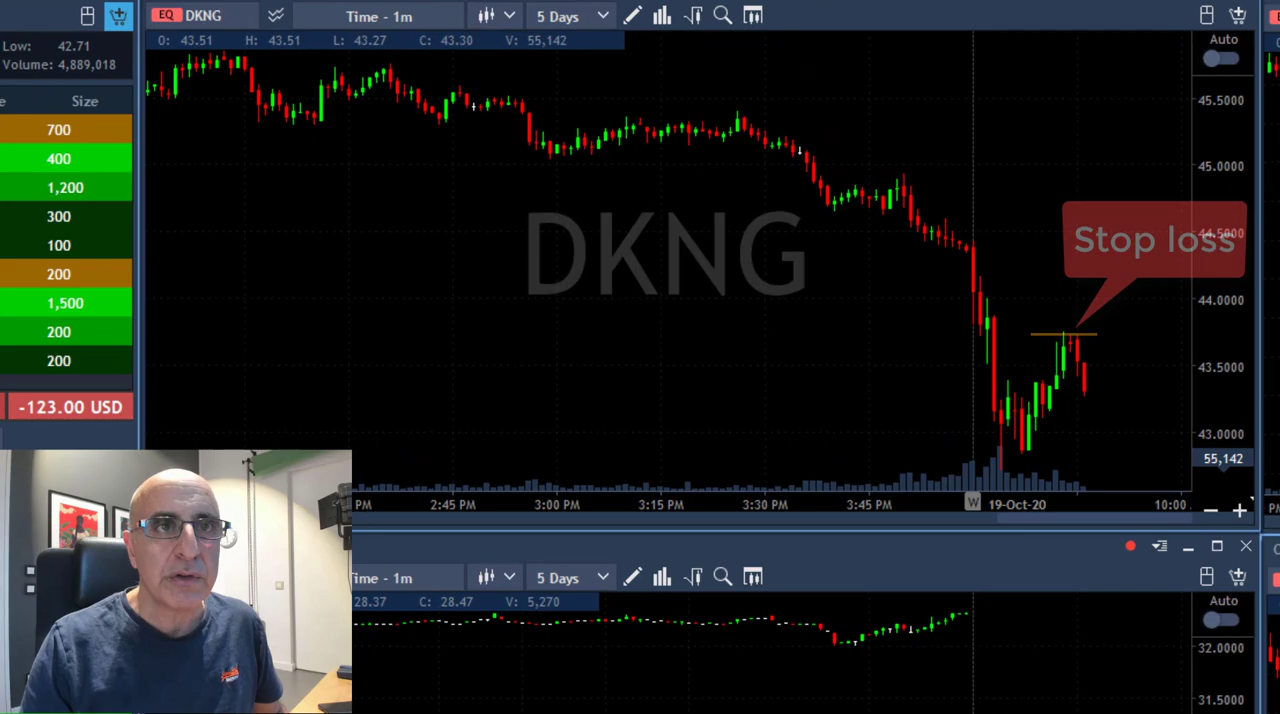 EQ DKNG Time - 1m 5 Days
Low: 42.71
Volume: 4,889,018
O: 43.51 H: 43.51 L: 43.27 C: 43.30 V: 55,142
Auto
e Size
700
400
1,200
300
100
200
1,500
200
200
-123.00 USD
DKNG
Stop loss
45.5000
45.0000
44.5000
44.0000
43.5000
43.0000
55,142
PM 2:45 PM 3:00 PM 3:15 PM 3:30 PM 3:45 PM W 19-Oct-20 10:00
Time - 1m 5 Days
28.37 C: 28.47 V: 5,270
Auto
32.0000
31.5000